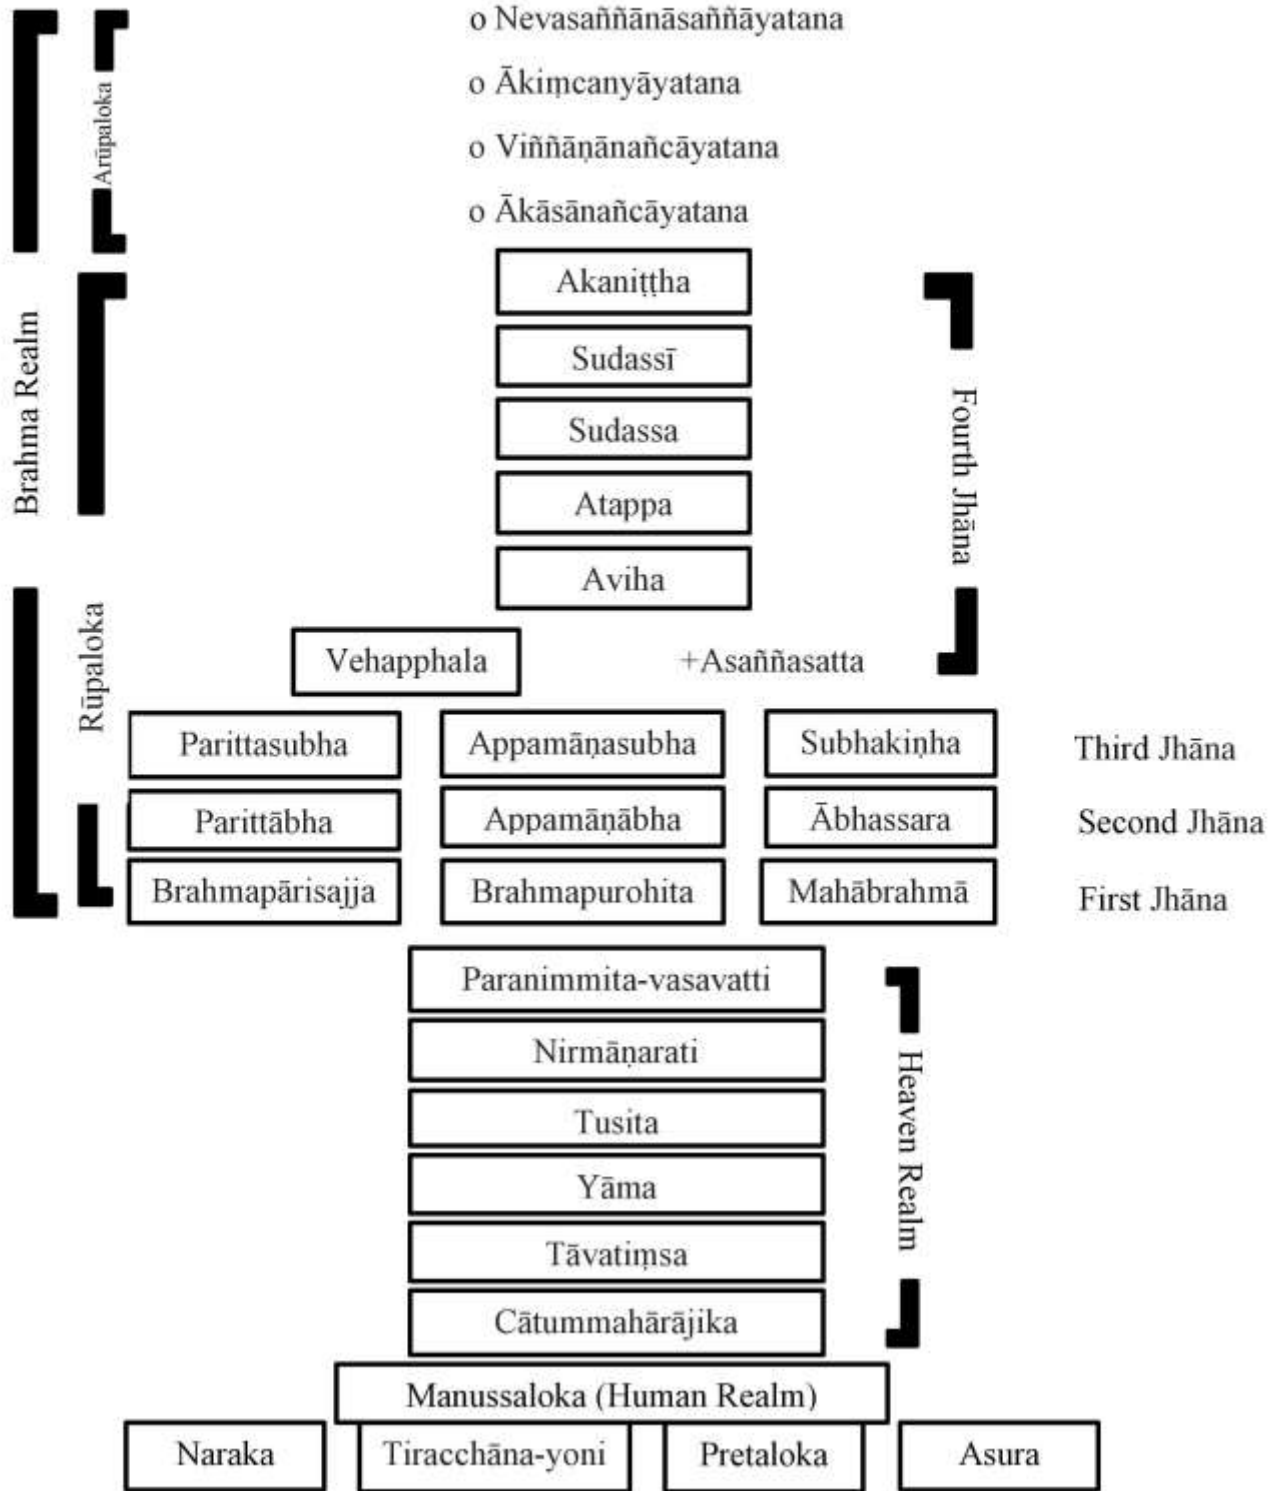 o Nevasaññānāsaññāyatana
Arūpaloka
o Ākiṃcanyāyatana
o Viññāṇānañcāyatana
o Ākāsānañcāyatana
Brahma Realm
Akaniṭṭha
Sudassī
Sudassa
Fourth Jhāna
Atappa
Aviha
Rūpaloka
Vehapphala +Asaññasatta
Parittasubha Appamāṇasubha Subhakiṇha Third Jhāna
Parittābha Appamāṇābha Ābhassara Second Jhāna
Brahmapārisajja Brahmapurohita Mahābrahmā First Jhāna
Paranimmita-vasavatti
Nirmāṇarati
Tusita
Heaven Realm
Yāma
Tāvatiṃsa
Cātummahārājika
Manussaloka (Human Realm)
Naraka Tiracchāna-yoni Pretaloka Asura